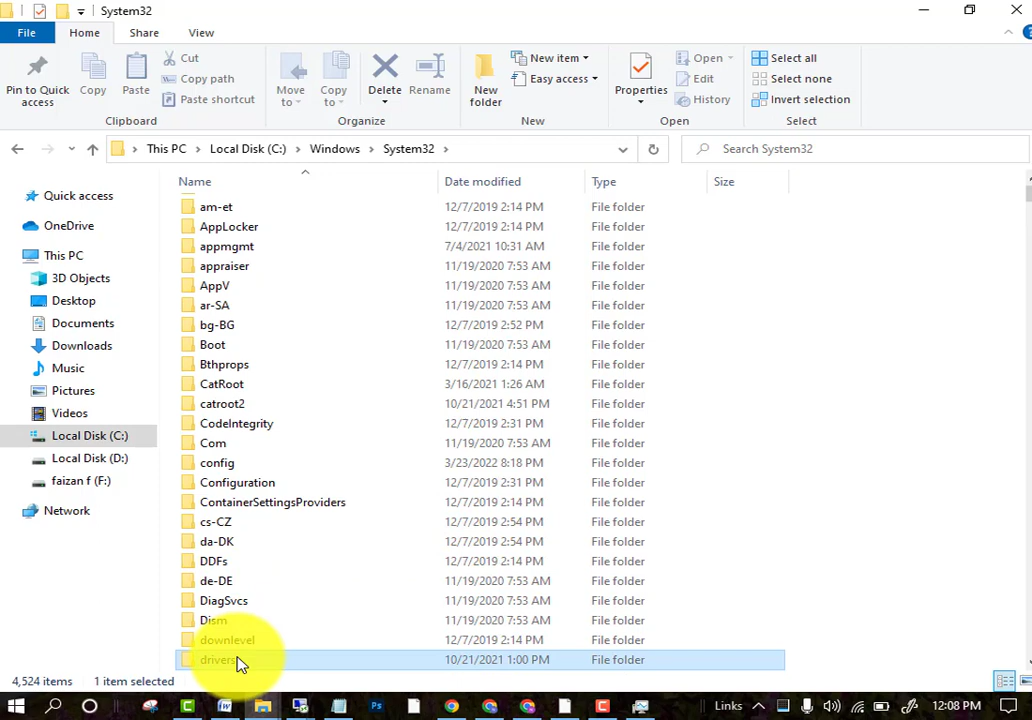 System32
File Home Share View
Pin to Quick access
Copy
Paste
Cut
Copy path
Paste shortcut
Clipboard
Move to
Copy to
Delete
Rename
Organize
New folder
New item
Easy access
New
Properties
Open
Edit
History
Open
Select all
Select none
Invert selection
Select
This PC > Local Disk (C:) > Windows > System32 >
Search System32
Quick access
OneDrive
This PC
3D Objects
Desktop
Documents
Downloads
Music
Pictures
Videos
Local Disk (C:)
Local Disk (D:)
faizan f (F:)
Network
Name Date modified Type Size
am-et 12/7/2019 2:14 PM File folder
AppLocker 12/7/2019 2:14 PM File folder
appmgmt 7/4/2021 10:31 AM File folder
appraiser 11/19/2020 7:53 AM File folder
AppV 11/19/2020 7:53 AM File folder
ar-SA 11/19/2020 7:53 AM File folder
bg-BG 12/7/2019 2:52 PM File folder
Boot 11/19/2020 7:53 AM File folder
Bthprops 12/7/2019 2:14 PM File folder
CatRoot 3/16/2021 1:26 AM File folder
catroot2 10/21/2021 4:51 PM File folder
CodeIntegrity 12/7/2019 2:31 PM File folder
Com 11/19/2020 7:53 AM File folder
config 3/23/2022 8:18 PM File folder
Configuration 12/7/2019 2:31 PM File folder
ContainerSettingsProviders 12/7/2019 2:14 PM File folder
cs-CZ 12/7/2019 2:54 PM File folder
da-DK 12/7/2019 2:54 PM File folder
DDFs 12/7/2019 2:14 PM File folder
de-DE 11/19/2020 7:53 AM File folder
DiagSvcs 11/19/2020 7:53 AM File folder
Dism 11/19/2020 7:53 AM File folder
downlevel 12/7/2019 2:14 PM File folder
drivers 10/21/2021 1:00 PM File folder
4,524 items 1 item selected
Links 12:08 PM